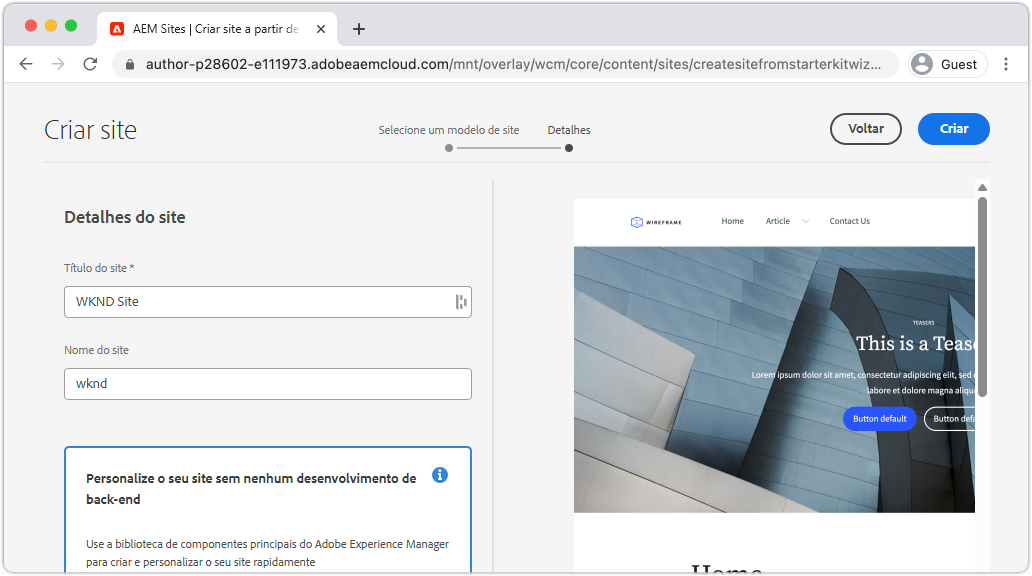 AEM Sites | Criar site a partir de
author-p28602-e111973.adobeaemcloud.com/mnt/overlay/wcm/core/content/sites/createsitefromstarterkitwiz...
Guest
Criar site
Selecione um modelo de site
Detalhes
Voltar
Criar
Detalhes do site
Título do site *
WKND Site
Nome do site
wknd
Personalize o seu site sem nenhum desenvolvimento de
back-end
Use a biblioteca de componentes principais do Adobe Experience Manager
para criar e personalizar o seu site rapidamente
WIREFRAME
Home
Article
Contact Us
TEASERS
This is a Tease
Lorem ipsum dolor sit amet, consectetur adipiscing elit, sed
labore et dolore magna aliqua
Button default
Button defa
Home